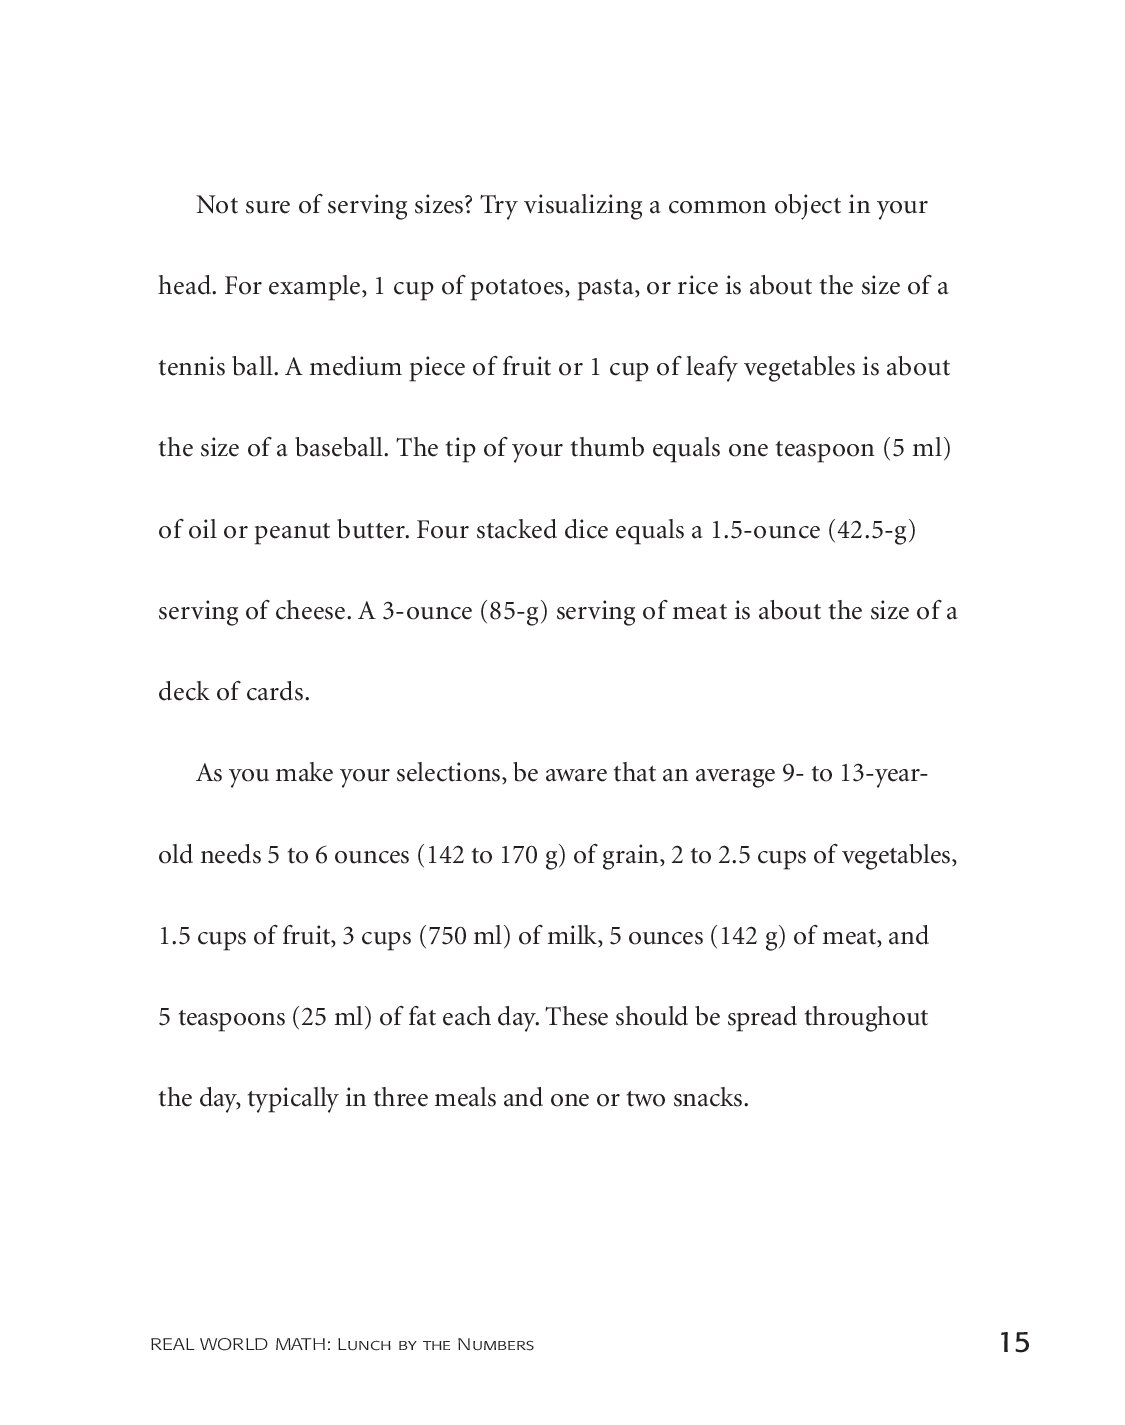 Not sure of serving sizes? Try visualizing a common object in your
head. For example, 1 cup of potatoes, pasta, or rice is about the size of a
tennis ball. A medium piece of fruit or 1 cup of leafy vegetables is about
the size of a baseball. The tip of your thumb equals one teaspoon (5 ml)
of oil or peanut butter. Four stacked dice equals a 1.5-ounce (42.5-g)
serving of cheese. A 3-ounce (85-g) serving of meat is about the size of a
deck of cards.
As you make your selections, be aware that an average 9- to 13-year-
old needs 5 to 6 ounces (142 to 170 g) of grain, 2 to 2.5 cups of vegetables,
1.5 cups of fruit, 3 cups (750 ml) of milk, 5 ounces (142 g) of meat, and
5 teaspoons (25 ml) of fat each day. These should be spread throughout
the day, typically in three meals and one or two snacks.
REAL WORLD MATH: Lunch by the Numbers 15